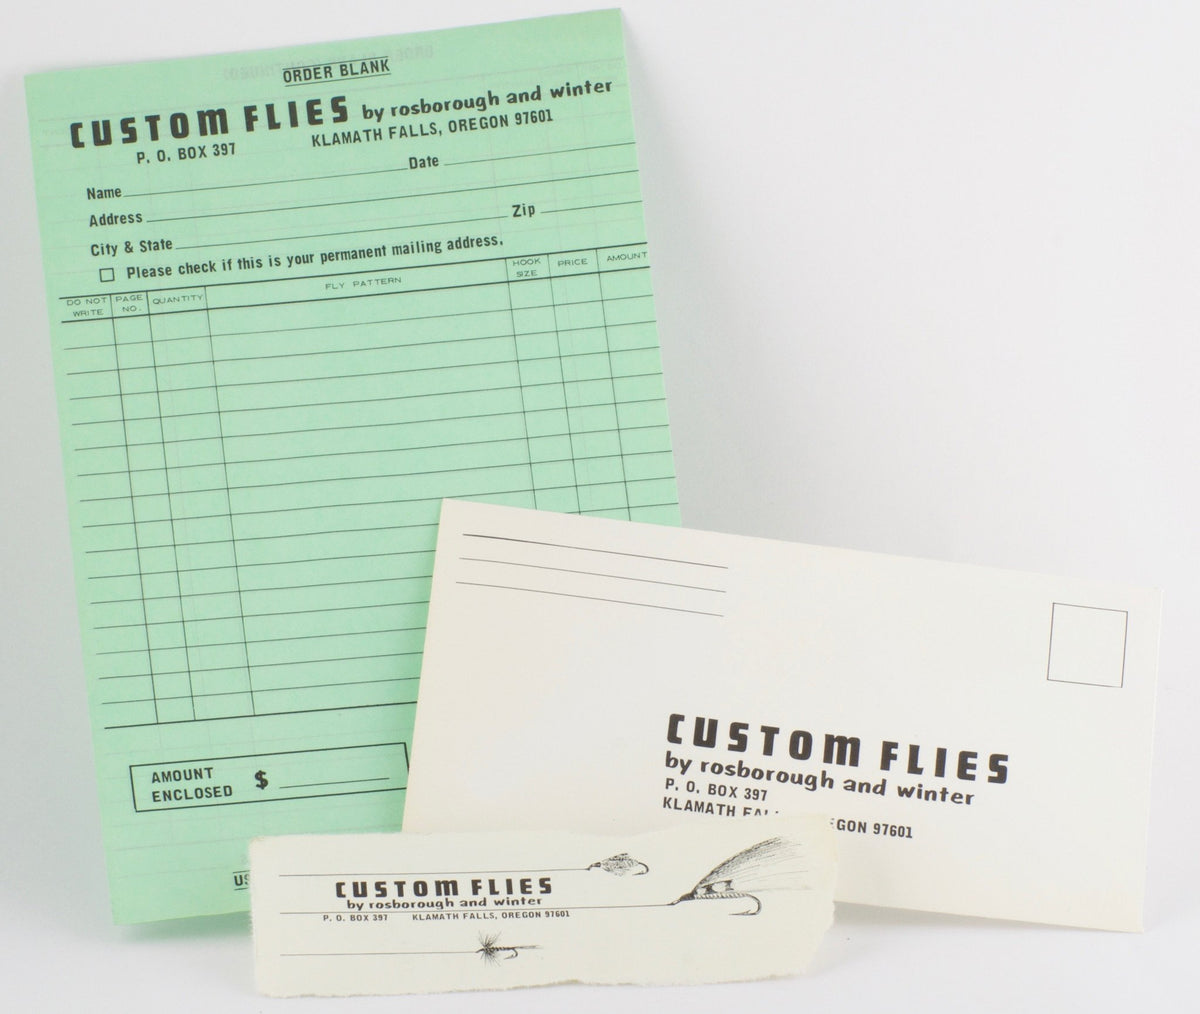 ORDER BLANK
CUSTOM FLIES by rosborough and winter
P. O. BOX 397 KLAMATH FALLS, OREGON 97601
Name Date
Address
City & State Zip
Please check if this is your permanent mailing address.
DO NOT WRITE PAGE NO. QUANTITY FLY PATTERN HOOK SIZE PRICE AMOUNT
AMOUNT
ENCLOSED $
CUSTOM FLIES
by rosborough and winter
P. O. BOX 397
KLAMATH 97601
CUSTOM FLIES
by rosborough and winter
P. O. BOX 397 KLAMATH FALLS, OREGON 97601